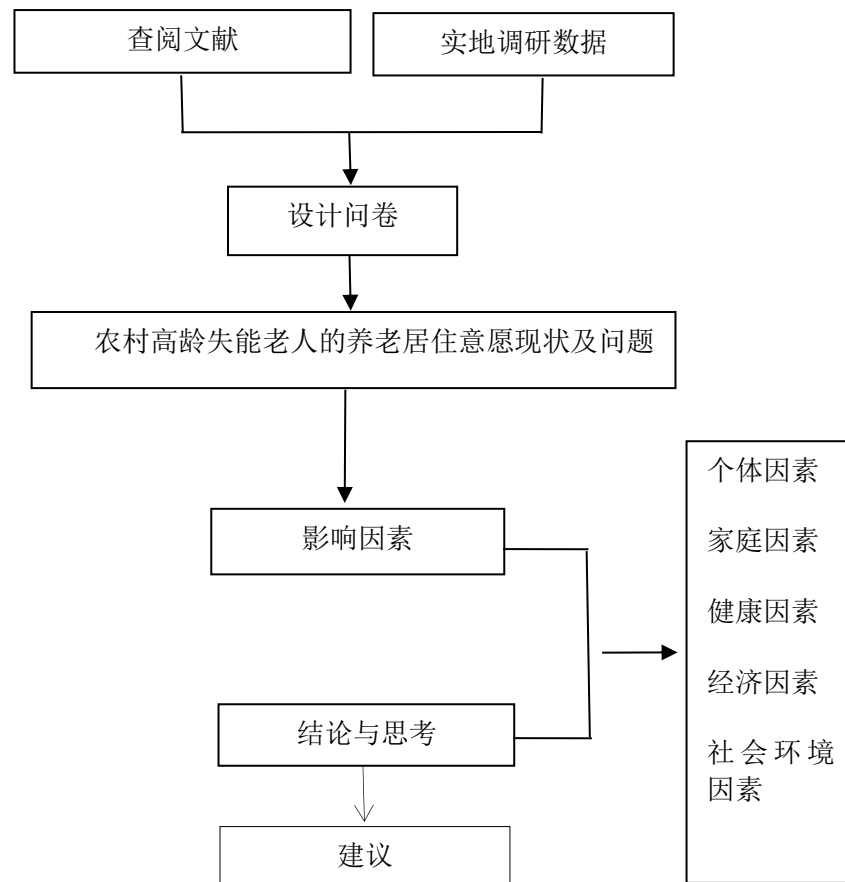 查阅文献
实地调研数据
设计问卷
农村高龄失能老人的养老居住意愿现状及问题
影响因素
结论与思考
建议
个体因素
家庭因素
健康因素
经济因素
社会环境
因素